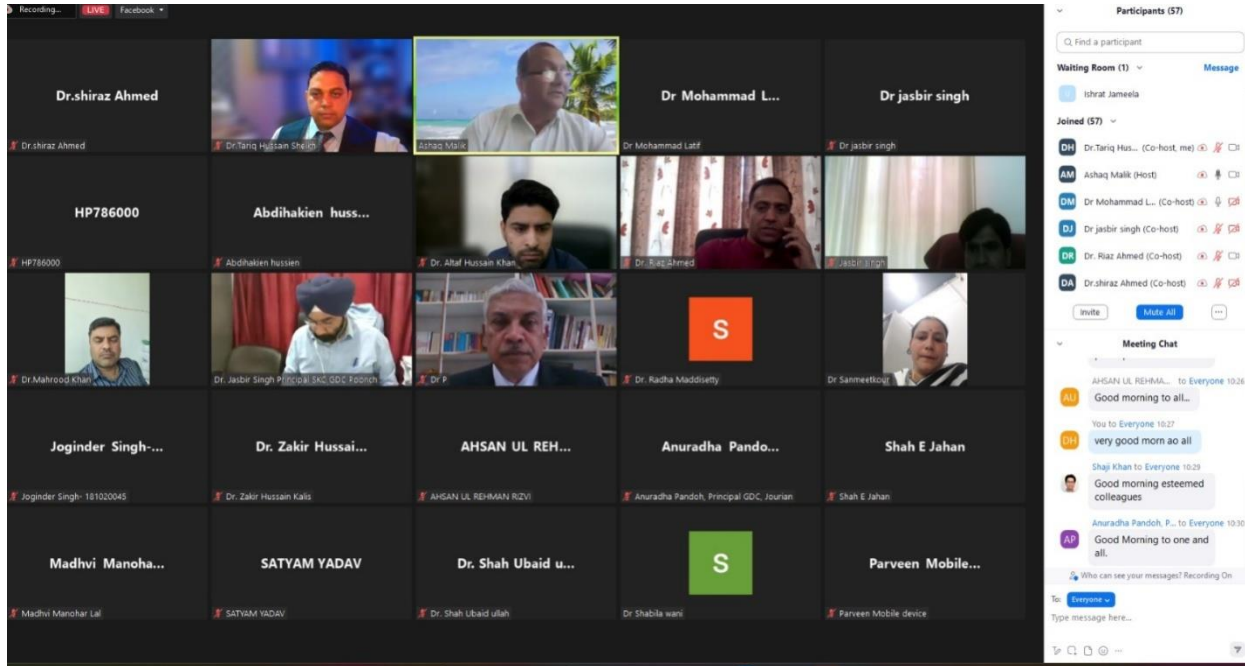 Recording...
LIVE
Facebook
Dr.shiraz Ahmed
Dr.shiraz Ahmed
Dr.Tariq Hussain Sheikh
Ashaq Malik
Dr Mohammad L...
Dr Mohammad Latif
Dr jasbir singh
Dr jasbir singh
HP786000
HP786000
Abdihakien huss...
Abdihakien hussien
Dr. Altaf Hussain Khan
Dr. Riaz Ahmed
Jasbir singh
Dr.Mahrood Khan
Dr. Jasbir Singh Principal SKC GDC Poonch
Dr P
S
Dr. Radha Maddisetty
Dr Sanmeetkour
Joginder Singh-...
Joginder Singh- 181020045
Dr. Zakir Hussai...
Dr. Zakir Hussain Kalis
AHSAN UL REH...
AHSAN UL REHMAN RIZVI
Anuradha Pando...
Anuradha Pandoh, Principal GDC, Jourian
Shah E Jahan
Shah E Jahan
Madhvi Manoha...
Madhvi Manohar Lal
SATYAM YADAV
SATYAM YADAV
Dr. Shah Ubaid u...
Dr. Shah Ubaid ullah
S
Dr Shabila wani
Parveen Mobile...
Parveen Mobile device
Participants (57)
Find a participant
Waiting Room (1)
Message
Ishrat Jameela
Joined (57)
DH Dr.Tariq Hus... (Co-host, me)
AM Ashaq Malik (Host)
DM Dr Mohammad L... (Co-host)
DJ Dr jasbir singh (Co-host)
DR Dr. Riaz Ahmed (Co-host)
DA Dr.shiraz Ahmed (Co-host)
Invite
Mute All
...
Meeting Chat
AHSAN UL REHMA... to Everyone 10:26
AU
Good morning to all...
You to Everyone 10:27
DH
very good morn ao all
Shaji Khan to Everyone 10:29
Good morning esteemed
colleagues
Anuradha Pandoh, P... to Everyone 10:30
AP
Good Morning to one and
all.
Who can see your messages? Recording On
To: Everyone
Type message here...